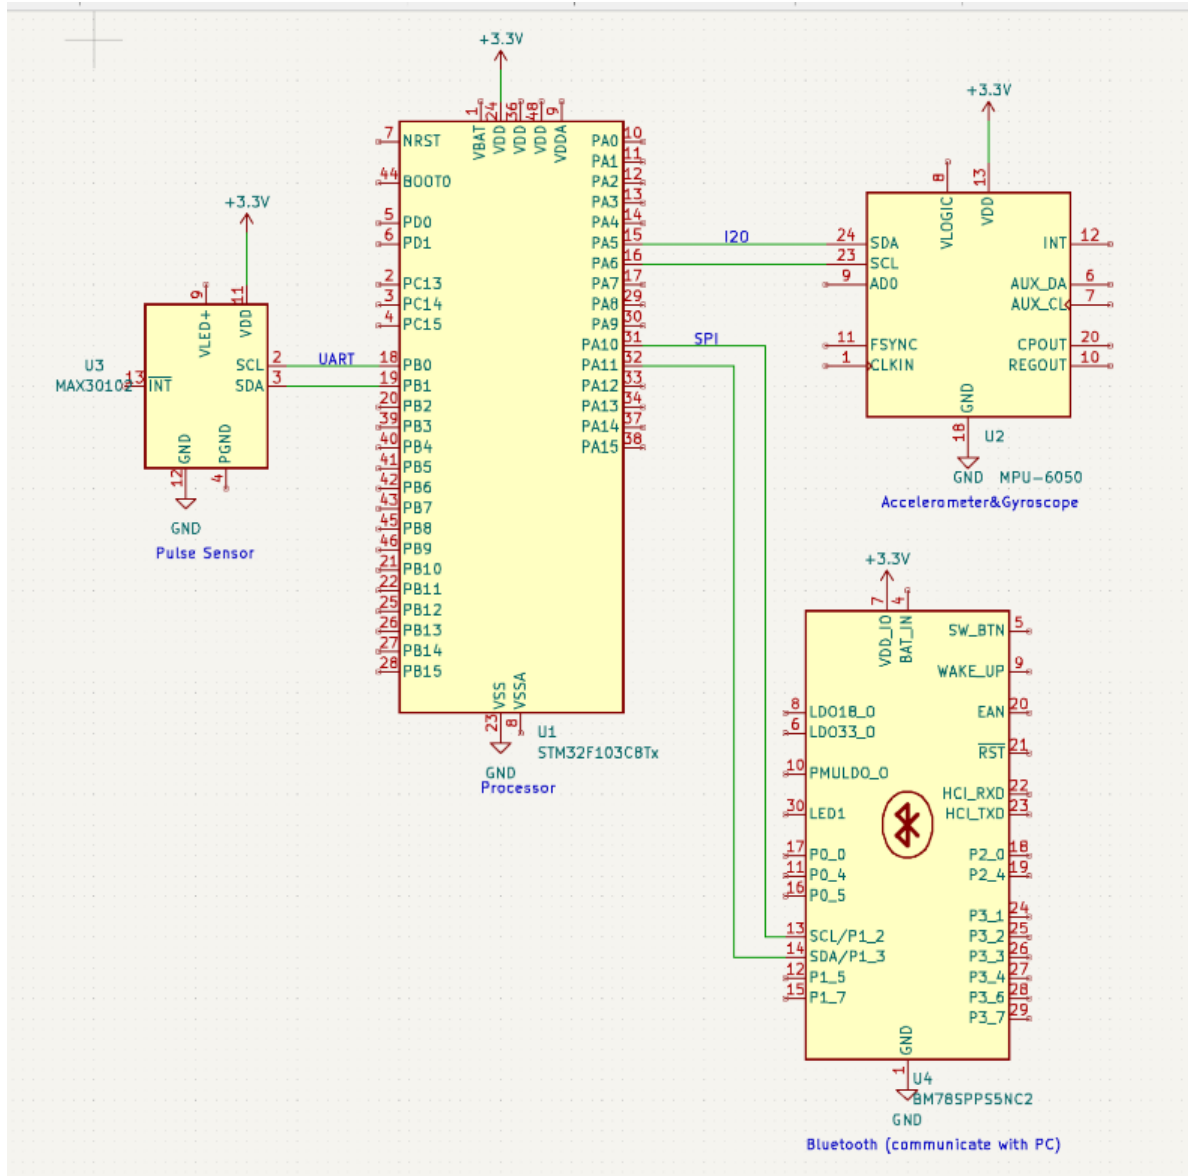 +3.3V
1
24
36
48
9
VBAT
VDD
VDD
VDD
VDDA
7 NRST
44 BOOT0
5 PD0
6 PD1
2 PC13
3 PC14
4 PC15
18 PB0
19 PB1
20 PB2
39 PB3
40 PB4
41 PB5
42 PB6
43 PB7
45 PB8
46 PB9
21 PB10
22 PB11
25 PB12
26 PB13
27 PB14
28 PB15
PA0 10
PA1 11
PA2 12
PA3 13
PA4 14
PA5 15
PA6 16
PA7 17
PA8 29
PA9 30
PA10 31
PA11 32
PA12 33
PA13 34
PA14 37
PA15 38
VSS
VSSA
23
8
U1
STM32F103C8Tx
GND
Processor
+3.3V
9
11
VLED+
VDD
U3
MAX30102
13 INT
SCL 2
SDA 3
UART
GND
PGND
12
4
GND
Pulse Sensor
+3.3V
8
13
VLOGIC
VDD
I2O
24 SDA
23 SCL
9 AD0
11 FSYNC
1 CLKIN
INT 12
AUX_DA 6
AUX_CL 7
CPOUT 20
REGOUT 10
GND
18
U2
GND MPU-6050
Accelerometer&Gyroscope
SPI
+3.3V
7
4
VDD_IO
BAT_IN
8 LDO18_O
6 LDO33_O
10 PMULDO_O
30 LED1
17 P0_0
11 P0_4
16 P0_5
13 SCL/P1_2
14 SDA/P1_3
12 P1_5
15 P1_7
SW_BTN 5
WAKE_UP 9
EAN 20
RST 21
HCI_RXD 22
HCI_TXD 23
P2_0 18
P2_4 19
P3_1 24
P3_2 25
P3_3 26
P3_4 27
P3_6 28
P3_7 29
GND
1
U4
BM78SPPS5NC2
GND
Bluetooth (communicate with PC)